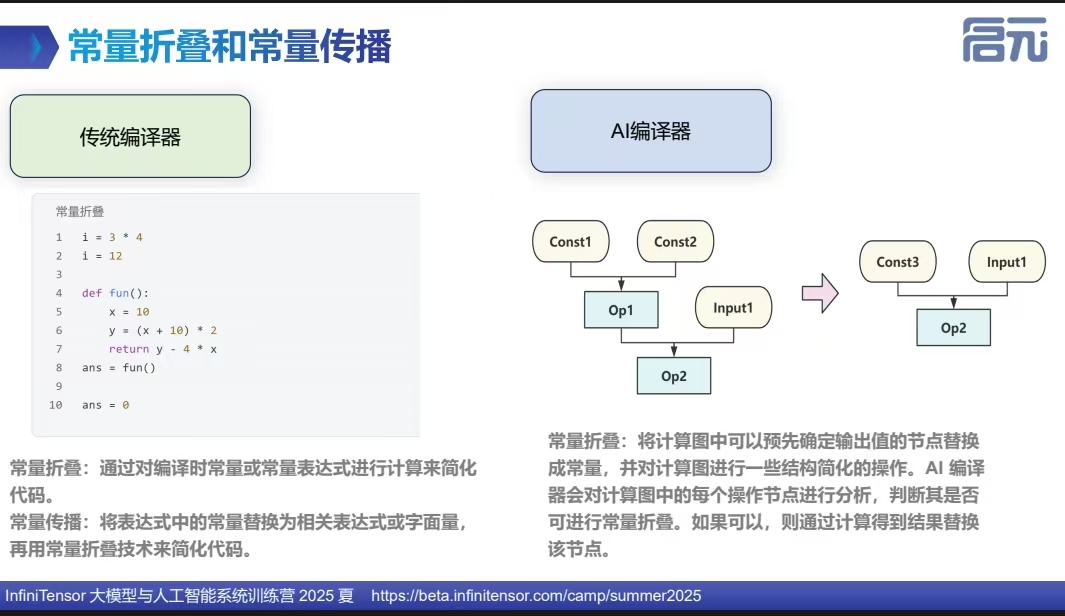 常量折叠和常量传播
启元
传统编译器
常量折叠
1 i = 3 * 4
2 i = 12
3
4 def fun():
5 x = 10
6 y = (x + 10) * 2
7 return y - 4 * x
8 ans = fun()
9
10 ans = 0
常量折叠：通过对编译时常量或常量表达式进行计算来简化
代码。
常量传播：将表达式中的常量替换为相关表达式或字面量，
再用常量折叠技术来简化代码。
AI编译器
Const1
Const2
Op1
Input1
Op2
Const3
Input1
Op2
常量折叠：将计算图中可以预先确定输出值的节点替换
成常量，并对计算图进行一些结构简化的操作。AI 编译
器会对计算图中的每个操作节点进行分析，判断其是否
可进行常量折叠。如果可以，则通过计算得到结果替换
该节点。
InfiniTensor 大模型与人工智能系统训练营 2025 夏 https://beta.infinitensor.com/camp/summer2025